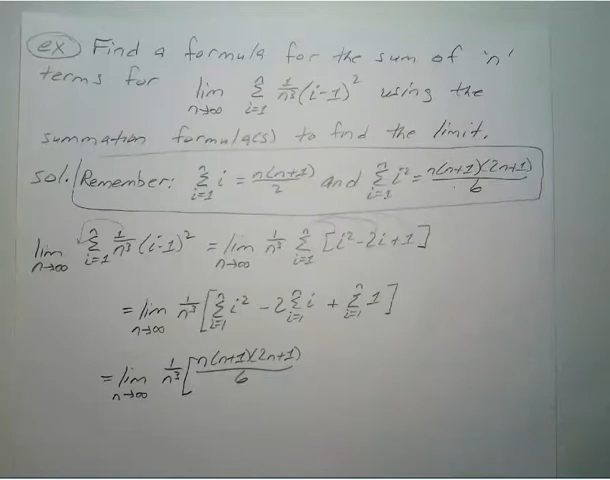 ex Find a formula for the sum of 'n'
terms for lim n→∞ Σ i=1 n 1/n³ (i-1)² using the
summation formula(s) to find the limit.
sol. Remember: Σ i=1 n i = n(n+1)/2 and Σ i=1 n i² = n(n+1)(2n+1)/6
lim n→∞ Σ i=1 n 1/n³ (i-1)² = lim n→∞ 1/n³ Σ i=1 n [i²-2i+1]
= lim n→∞ 1/n³ [Σ i=1 n i² - 2 Σ i=1 n i + Σ i=1 n 1]
= lim n→∞ 1/n³ [n(n+1)(2n+1)/6